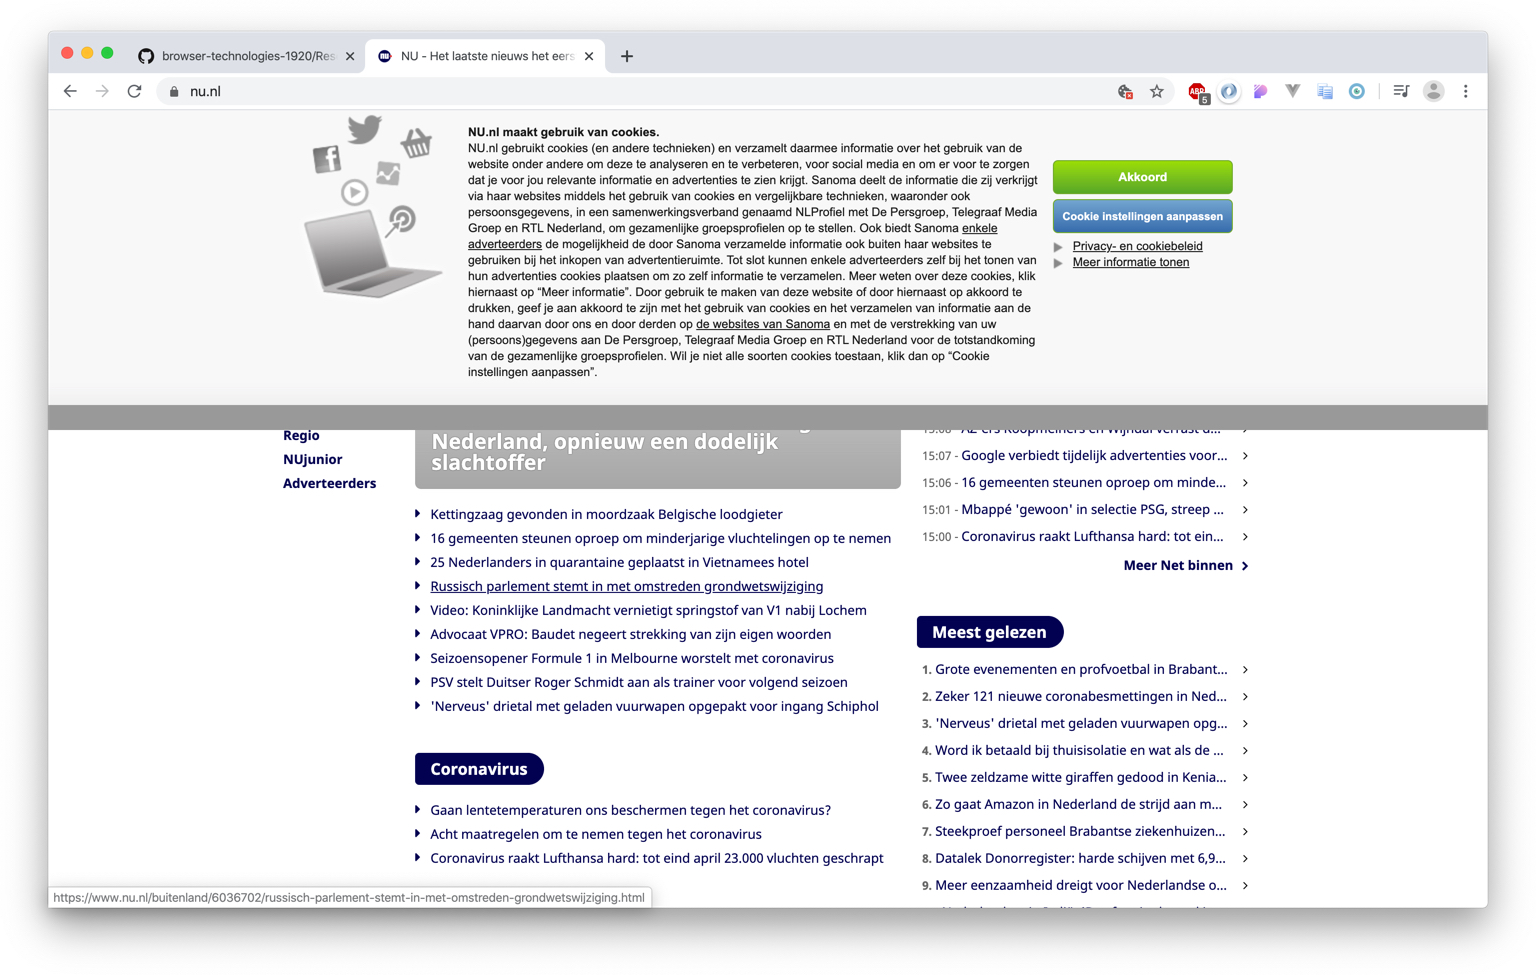 browser-technologies-1920/Res
NU - Het laatste nieuws het eers
nu.nl
ABP
5
NU.nl maakt gebruik van cookies.
NU.nl gebruikt cookies (en andere technieken) en verzamelt daarmee informatie over het gebruik van de
website onder andere om deze te analyseren en te verbeteren, voor social media en om er voor te zorgen
dat je voor jou relevante informatie en advertenties te zien krijgt. Sanoma deelt de informatie die zij verkrijgt
via haar websites middels het gebruik van cookies en vergelijkbare technieken, waaronder ook
persoonsgegevens, in een samenwerkingsverband genaamd NLProfiel met De Persgroep, Telegraaf Media
Groep en RTL Nederland, om gezamenlijke groepsprofielen op te stellen. Ook biedt Sanoma enkele
adverteerders de mogelijkheid de door Sanoma verzamelde informatie ook buiten haar websites te
gebruiken bij het inkopen van advertentieruimte. Tot slot kunnen enkele adverteerders zelf bij het tonen van
hun advertenties cookies plaatsen om zo zelf informatie te verzamelen. Meer weten over deze cookies, klik
hiernaast op “Meer informatie”. Door gebruik te maken van deze website of door hiernaast op akkoord te
drukken, geef je aan akkoord te zijn met het gebruik van cookies en het verzamelen van informatie aan de
hand daarvan door ons en door derden op de websites van Sanoma en met de verstrekking van uw
(persoons)gegevens aan De Persgroep, Telegraaf Media Groep en RTL Nederland voor de totstandkoming
van de gezamenlijke groepsprofielen. Wil je niet alle soorten cookies toestaan, klik dan op “Cookie
instellingen aanpassen”.
Akkoord
Cookie instellingen aanpassen
Privacy- en cookiebeleid
Meer informatie tonen
Regio
NUjunior
Adverteerders
Nederland, opnieuw een dodelijk
slachtoffer
Kettingzaag gevonden in moordzaak Belgische loodgieter
16 gemeenten steunen oproep om minderjarige vluchtelingen op te nemen
25 Nederlanders in quarantaine geplaatst in Vietnamees hotel
Russisch parlement stemt in met omstreden grondwetswijziging
Video: Koninklijke Landmacht vernietigt springstof van V1 nabij Lochem
Advocaat VPRO: Baudet negeert strekking van zijn eigen woorden
Seizoensopener Formule 1 in Melbourne worstelt met coronavirus
PSV stelt Duitser Roger Schmidt aan als trainer voor volgend seizoen
'Nerveus' drietal met geladen vuurwapen opgepakt voor ingang Schiphol
Coronavirus
Gaan lentetemperaturen ons beschermen tegen het coronavirus?
Acht maatregelen om te nemen tegen het coronavirus
Coronavirus raakt Lufthansa hard: tot eind april 23.000 vluchten geschrapt
15:08 - AZ'ers Koopmeiners en Wijndal verrast d...
15:07 - Google verbiedt tijdelijk advertenties voor...
15:06 - 16 gemeenten steunen oproep om minde...
15:01 - Mbappé 'gewoon' in selectie PSG, streep ...
15:00 - Coronavirus raakt Lufthansa hard: tot ein...
Meer Net binnen
Meest gelezen
1. Grote evenementen en profvoetbal in Brabant...
2. Zeker 121 nieuwe coronabesmettingen in Ned...
3. 'Nerveus' drietal met geladen vuurwapen opg...
4. Word ik betaald bij thuisisolatie en wat als de ...
5. Twee zeldzame witte giraffen gedood in Kenia...
6. Zo gaat Amazon in Nederland de strijd aan m...
7. Steekproef personeel Brabantse ziekenhuizen...
8. Datalek Donorregister: harde schijven met 6,9...
9. Meer eenzaamheid dreigt voor Nederlandse o...
https://www.nu.nl/buitenland/6036702/russisch-parlement-stemt-in-met-omstreden-grondwetswijziging.html